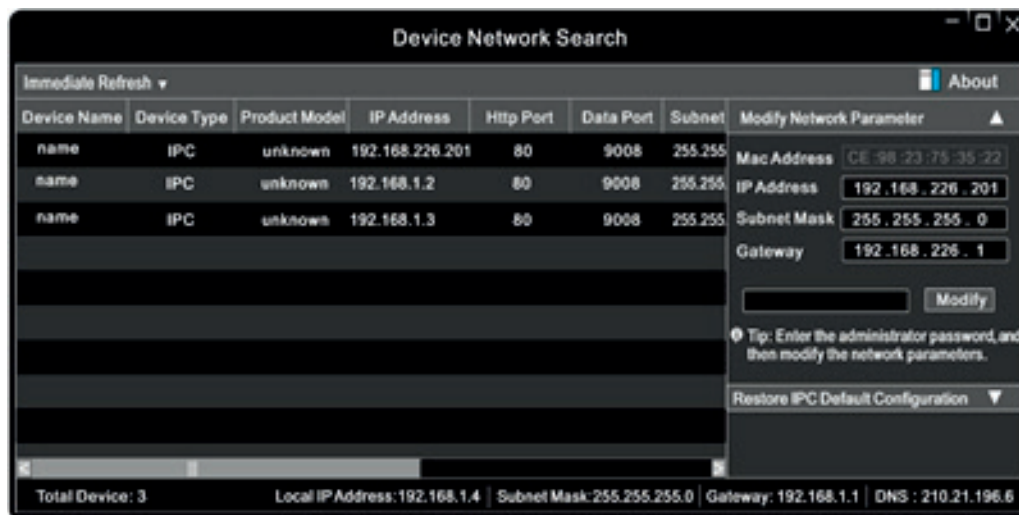 Device Network Search
Immediate Refresh ▾ About
Device Name Device Type Product Model IP Address Http Port Data Port Subnet Modify Network Parameter ▲
name IPC unknown 192.168.226.201 80 9008 255.255
name IPC unknown 192.168.1.2 80 9008 255.255.
name IPC unknown 192.168.1.3 80 9008 255.255.
Mac Address CE:98:23:75:35:22
IP Address 192.168.226.201
Subnet Mask 255.255.255.0
Gateway 192.168.226.1
Modify
Tip: Enter the administrator password, and
then modify the network parameters.
Restore IPC Default Configuration ▼
Total Device: 3 Local IP Address:192.168.1.4 Subnet Mask:255.255.255.0 Gateway: 192.168.1.1 DNS : 210.21.196.6